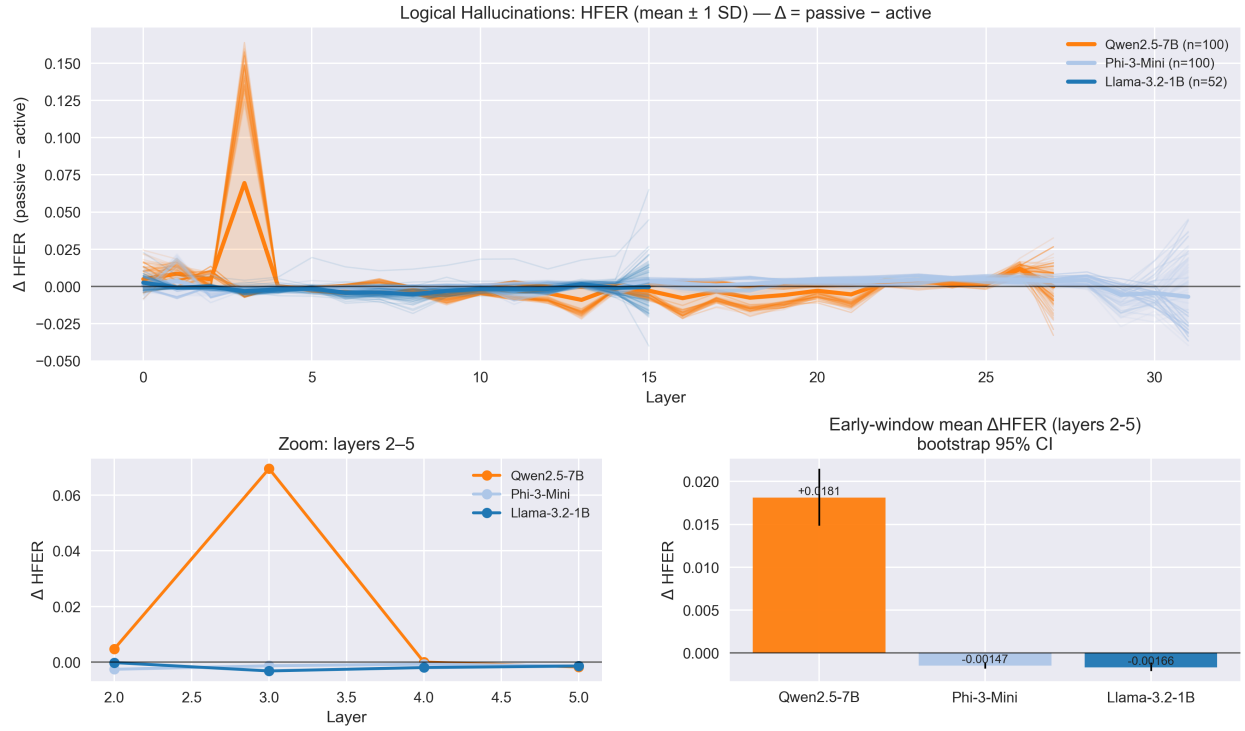 Logical Hallucinations: HFER (mean ± 1 SD) — Δ = passive − active
Δ HFER (passive − active)
0.150
0.125
0.100
0.075
0.050
0.025
0.000
−0.025
−0.050
Qwen2.5-7B (n=100)
Phi-3-Mini (n=100)
Llama-3.2-1B (n=52)
0 5 10 15 20 25 30
Layer
Zoom: layers 2–5
Δ HFER
0.06
0.04
0.02
0.00
Qwen2.5-7B
Phi-3-Mini
Llama-3.2-1B
2.0 2.5 3.0 3.5 4.0 4.5 5.0
Layer
Early-window mean ΔHFER (layers 2-5)
bootstrap 95% CI
Δ HFER
0.020
0.015
0.010
0.005
0.000
+0.0181
-0.00147
-0.00166
Qwen2.5-7B Phi-3-Mini Llama-3.2-1B